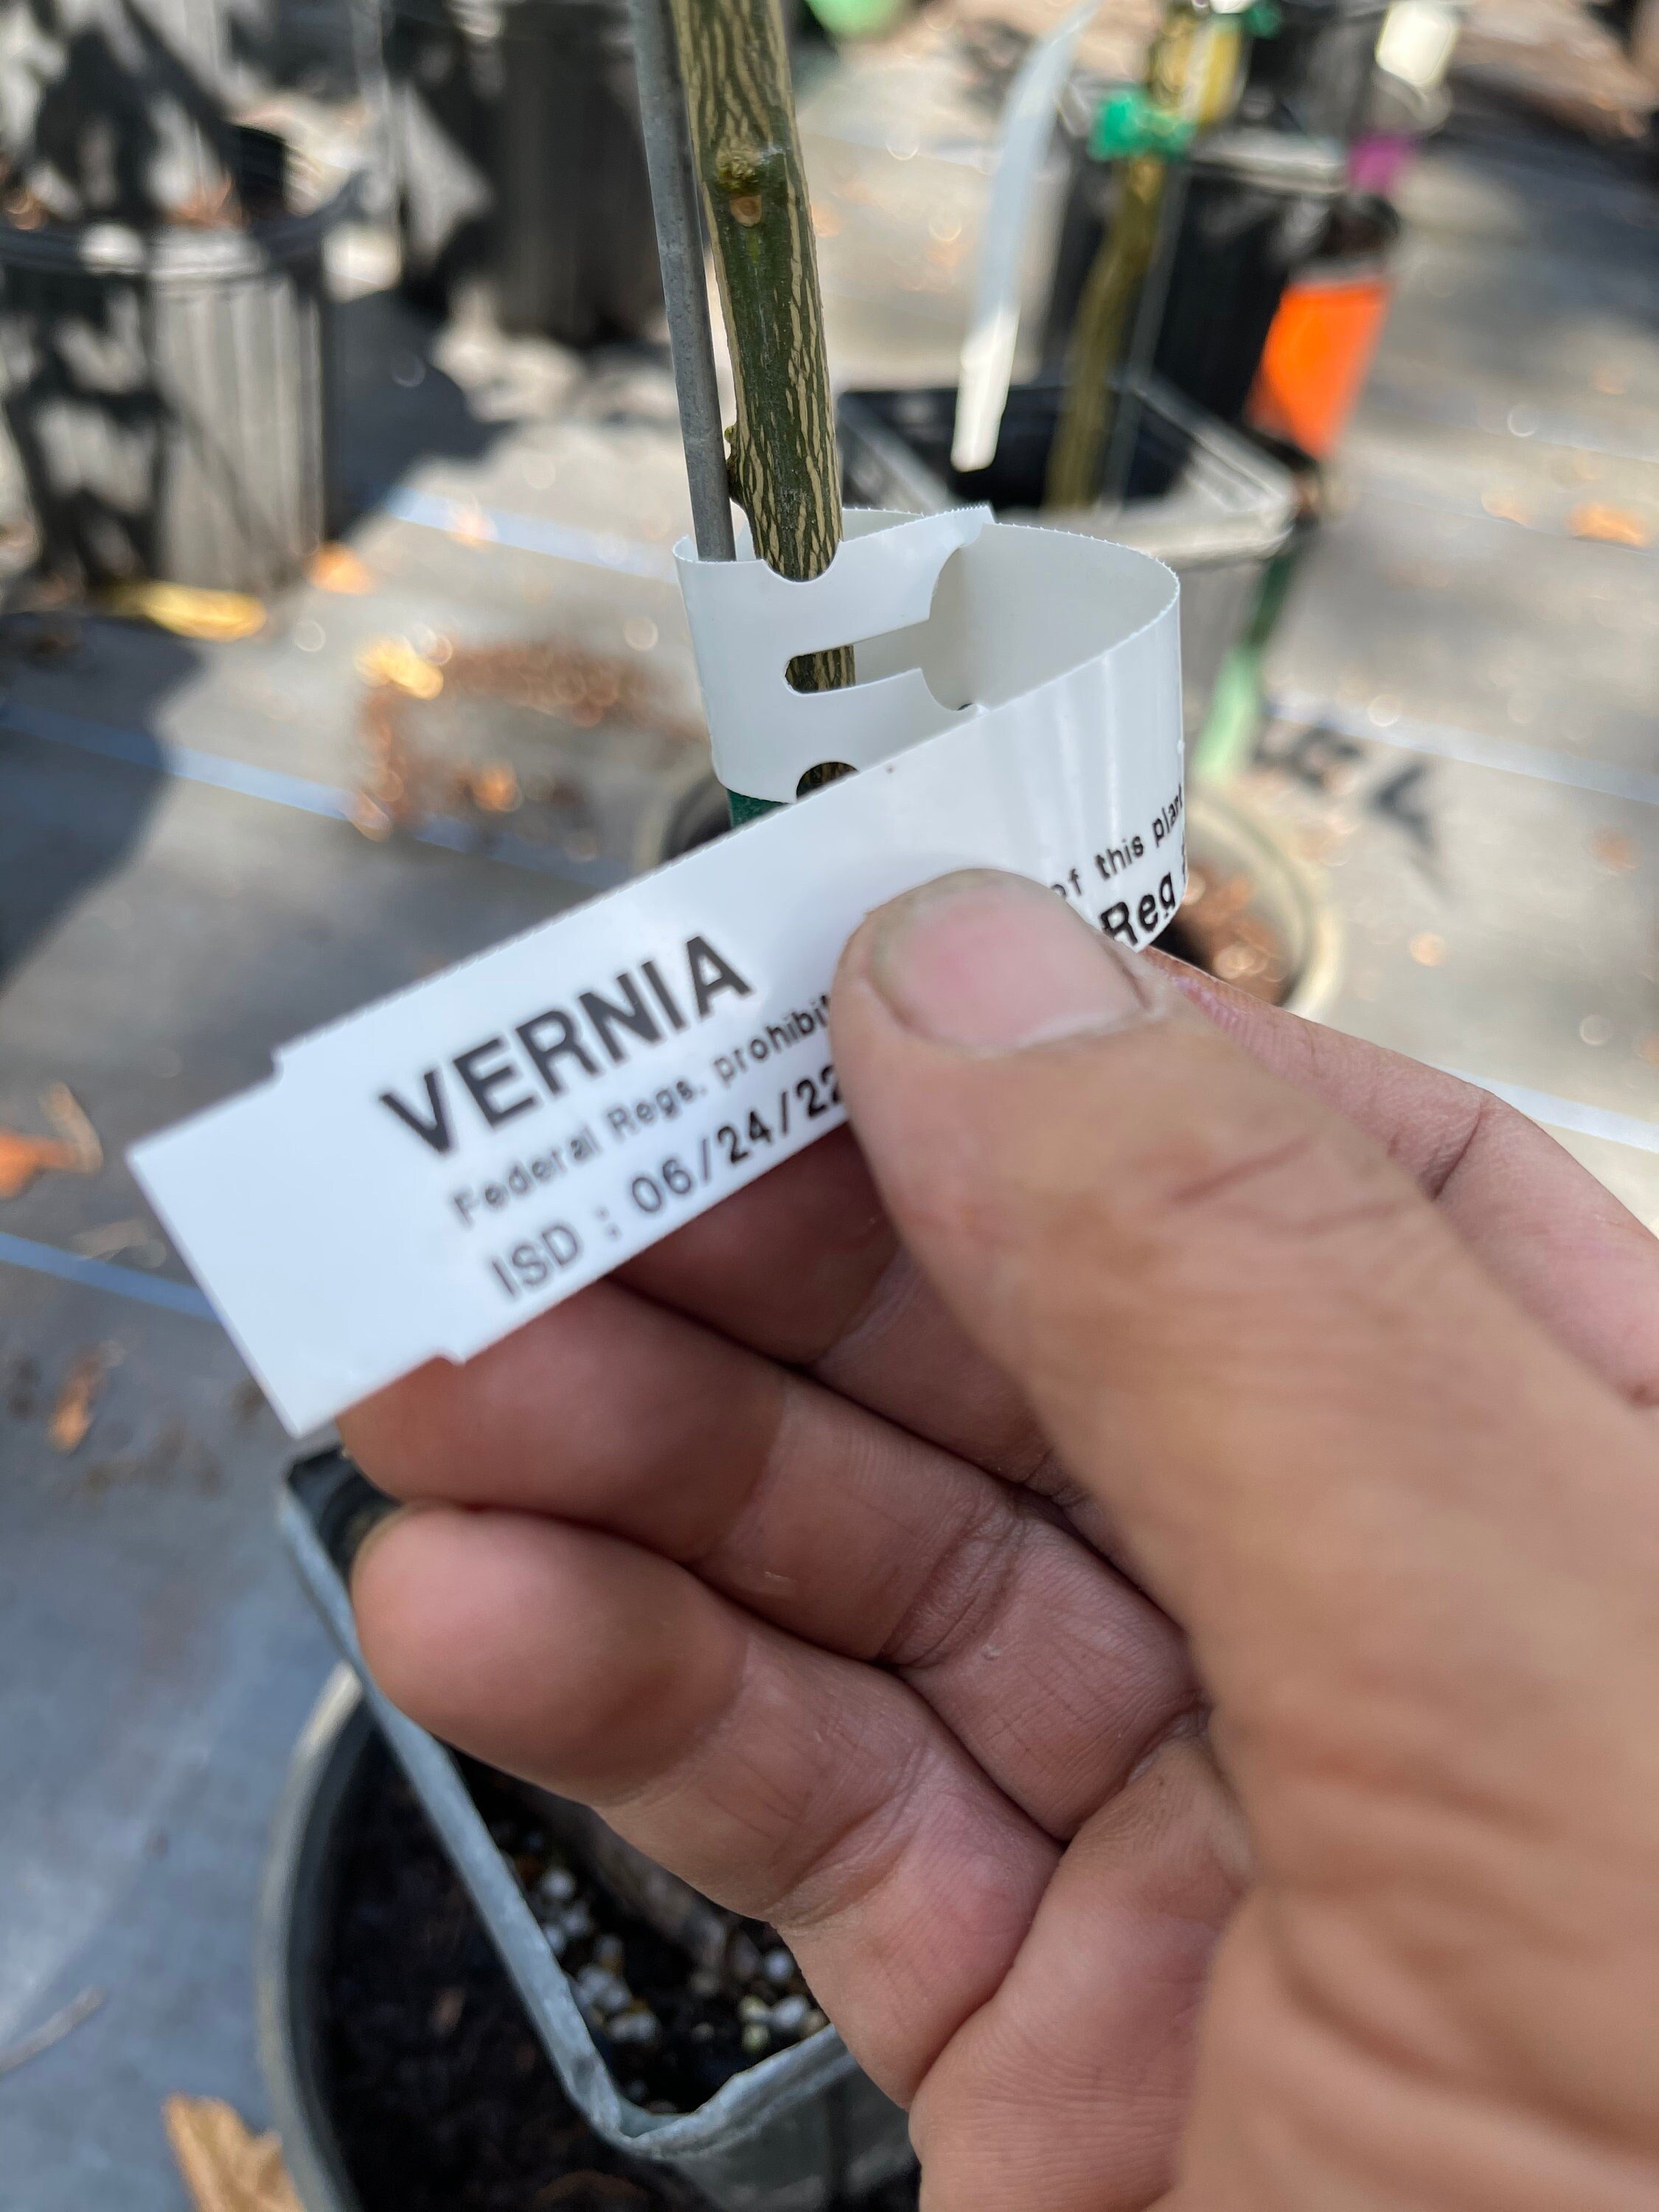 VERNIA
Federal Regs. prohibit of this plant
ISD : 06/24/22 Reg